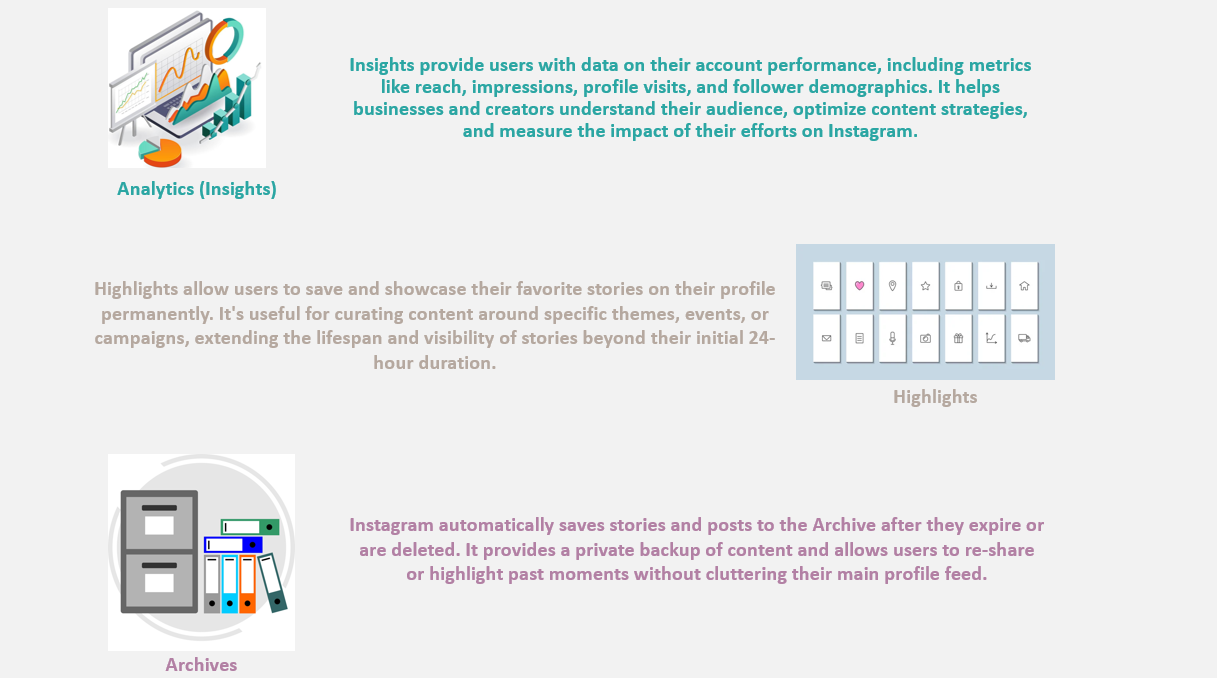 Insights provide users with data on their account performance, including metrics
like reach, impressions, profile visits, and follower demographics. It helps
businesses and creators understand their audience, optimize content strategies,
and measure the impact of their efforts on Instagram.
Analytics (Insights)
Highlights allow users to save and showcase their favorite stories on their profile
permanently. It's useful for curating content around specific themes, events, or
campaigns, extending the lifespan and visibility of stories beyond their initial 24-
hour duration.
Highlights
Instagram automatically saves stories and posts to the Archive after they expire or
are deleted. It provides a private backup of content and allows users to re-share
or highlight past moments without cluttering their main profile feed.
Archives